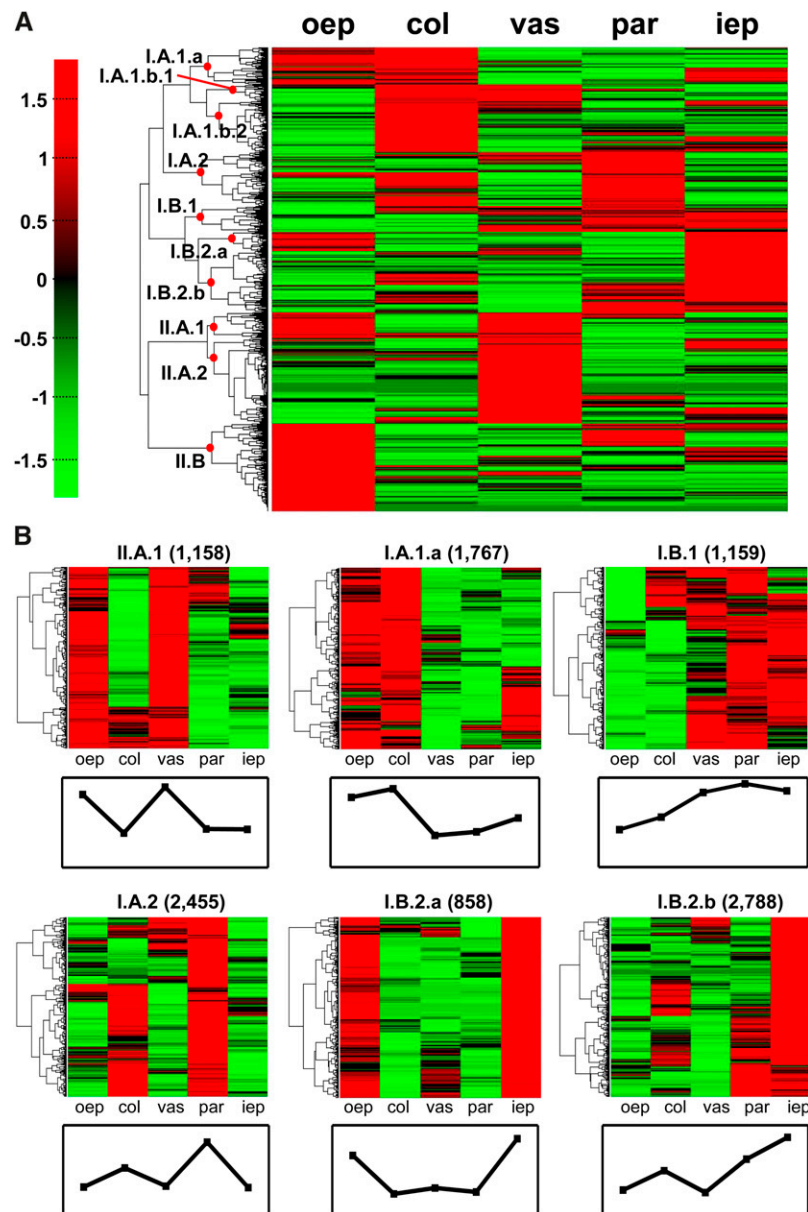 A
oep col vas par iep
1.5
1
0.5
0
-0.5
-1
-1.5
I.A.1.a
I.A.1.b.1
I.A.1.b.2
I.A.2
I.B.1
I.B.2.a
I.B.2.b
II.A.1
II.A.2
II.B
B
II.A.1 (1,158) I.A.1.a (1,767) I.B.1 (1,159)
oep col vas par iep oep col vas par iep oep col vas par iep
I.A.2 (2,455) I.B.2.a (858) I.B.2.b (2,788)
oep col vas par iep oep col vas par iep oep col vas par iep